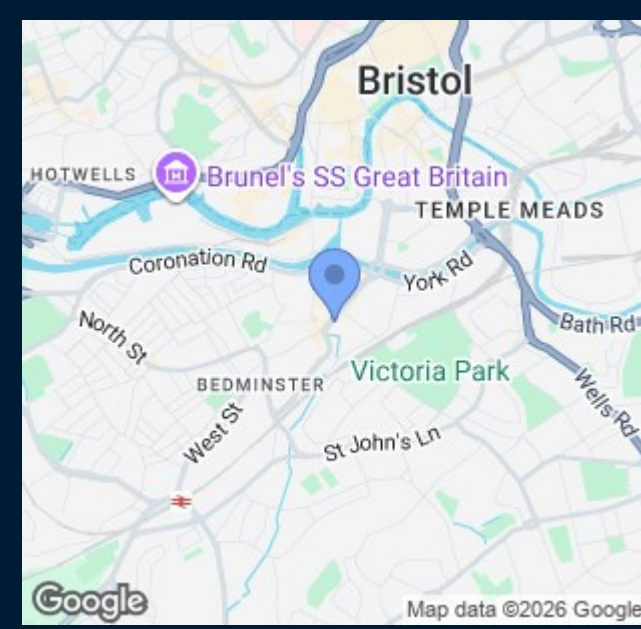 Bristol
HOTWELLS
Brunel's SS Great Britain
TEMPLE MEADS
Coronation Rd
York Rd
North St
Bath Rd
Victoria Park
BEDMINSTER
Wells Rd
West St
St John's Ln
Google
Map data ©2026 Google